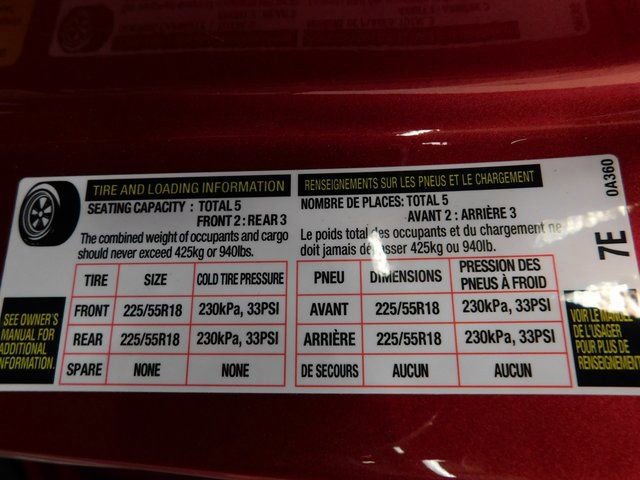 TIRE AND LOADING INFORMATION
SEATING CAPACITY : TOTAL 5
FRONT 2 : REAR 3
The combined weight of occupants and cargo
should never exceed 425kg or 940lb.
TIRE SIZE COLD TIRE PRESSURE
FRONT 225/55R18 230kPa, 33PSI
REAR 225/55R18 230kPa, 33PSI
SPARE NONE NONE
SEE OWNER'S
MANUAL FOR
ADDITIONAL
INFORMATION.
RENSEIGNEMENTS SUR LES PNEUS ET LE CHARGEMENT
NOMBRE DE PLACES: TOTAL 5
AVANT 2 : ARRIÈRE 3
Le poids total des occupants et du chargement ne
doit jamais dépasser 425kg ou 940lb.
PNEU DIMENSIONS PRESSION DES
PNEUS À FROID
AVANT 225/55R18 230kPa, 33PSI
ARRIÈRE 225/55R18 230kPa, 33PSI
DE SECOURS AUCUN AUCUN
VOIR LE MANUEL
DE L'USAGER
POUR PLUS DE
RENSEIGNEMENT
7E
0A360